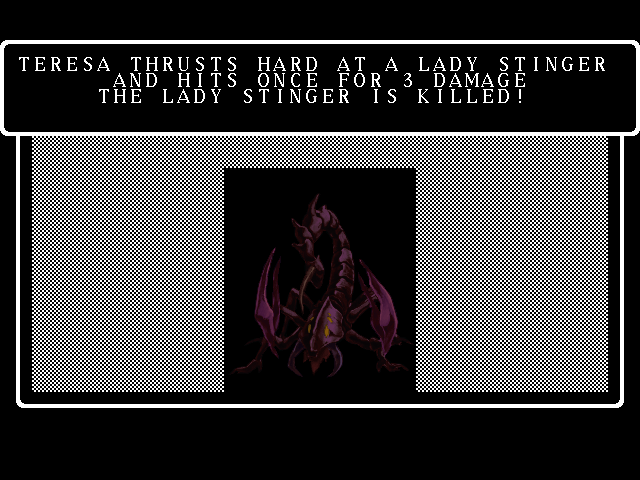 TERESA THRUSTS HARD AT A LADY STINGER
AND HITS ONCE FOR 3 DAMAGE
THE LADY STINGER IS KILLED!